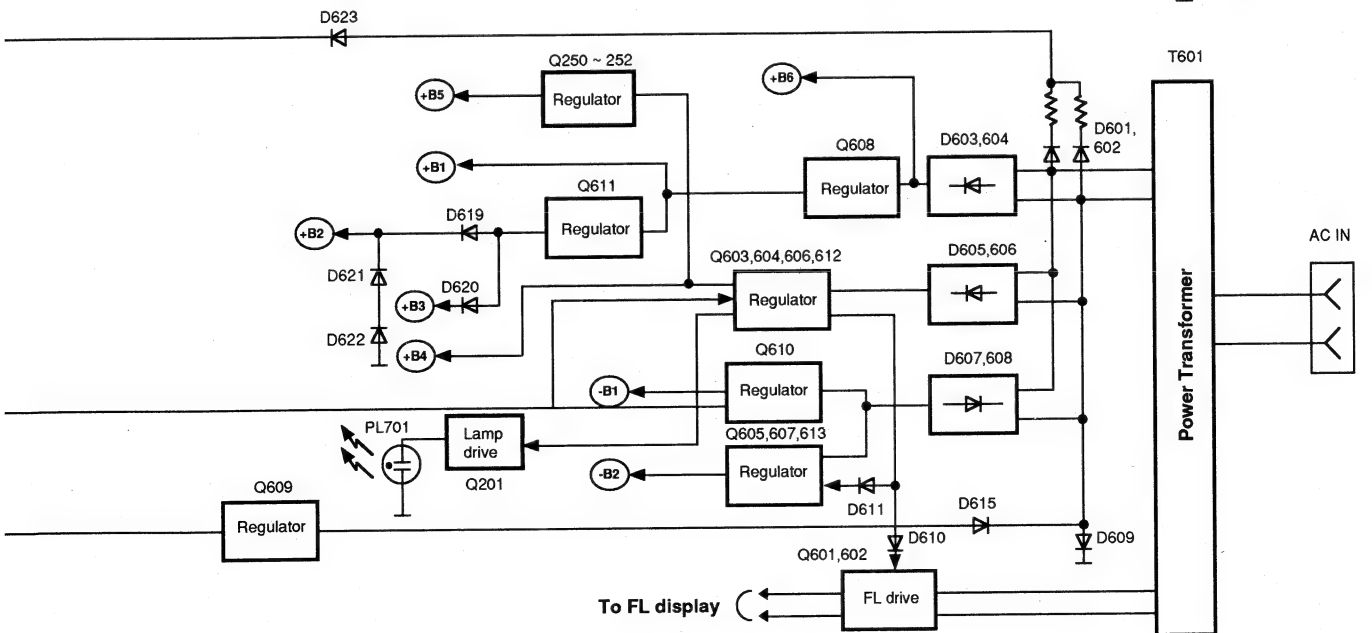 D623
T601
Q250 ~ 252
+B6
+B5
Regulator
D601,
602
Q608
D603,604
+B1
Regulator
Q611
Regulator
D619
+B2
AC IN
Q603,604,606,612
D605,606
D621
D620
+B3
Regulator
Power Transformer
D622
+B4
Q610
D607,608
-B1
Regulator
PL701
Lamp
drive
Q605,607,613
-B2
Regulator
Q201
Q609
D611
D615
Regulator
D610
D609
Q601,602
FL drive
To FL display